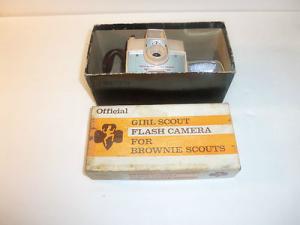 Official
GIRL SCOUT
FLASH CAMERA
FOR
BROWNIE SCOUTS